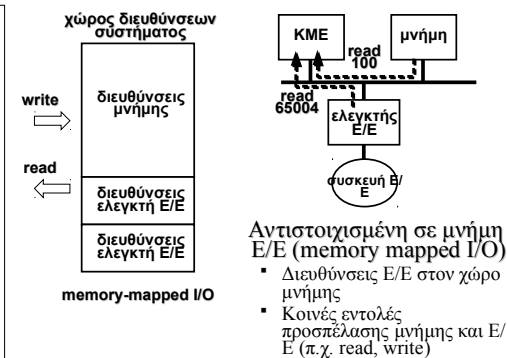 χώρος διευθύνσεων
συστήματος
διευθύνσεις
μνήμης
write
read
διευθύνσεις
ελεγκτή Ε/Ε
διευθύνσεις
ελεγκτή Ε/Ε
memory-mapped I/O
ΚΜΕ
μνήμη
read
100
read
65004
ελεγκτής
Ε/Ε
συσκευή Ε/
Ε
Αντιστοιχισμένη σε μνήμη
Ε/Ε (memory mapped I/O)
▪ Διευθύνσεις Ε/Ε στον χώρο
μνήμης
▪ Κοινές εντολές
προσπέλασης μνήμης και Ε/
Ε (π.χ. read, write)